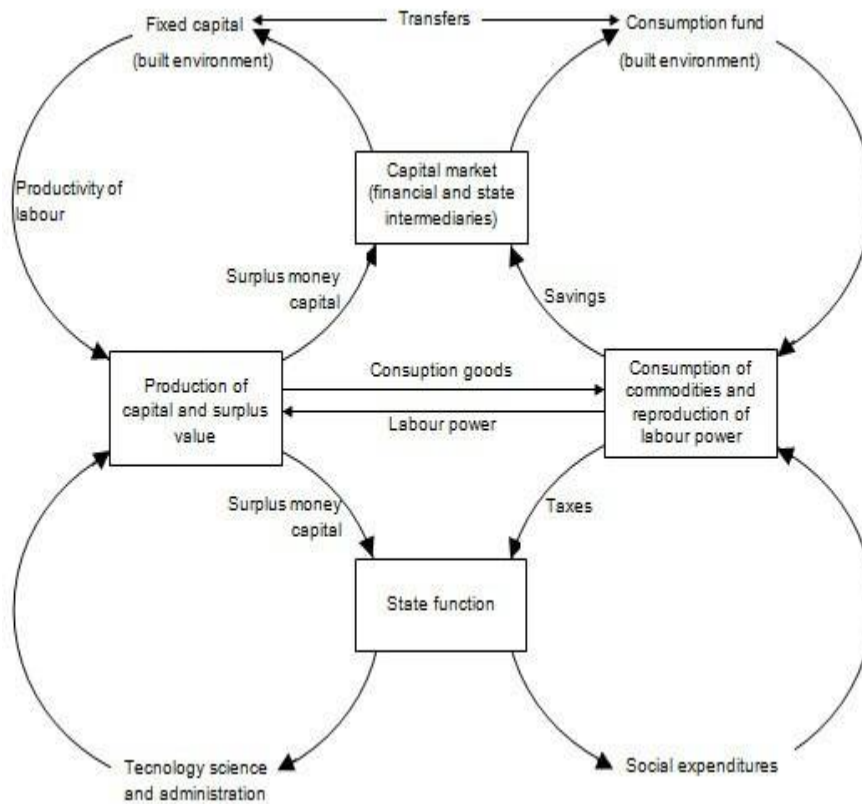 Fixed capital
(built environment)
Transfers
Consumption fund
(built environment)
Capital market
(financial and state
intermediaries)
Productivity of
labour
Surplus money
capital
Savings
Production of
capital and surplus
value
Consuption goods
Labour power
Consumption of
commodities and
reproduction of
labour power
Surplus money
capital
Taxes
State function
Tecnology science
and administration
Social expenditures